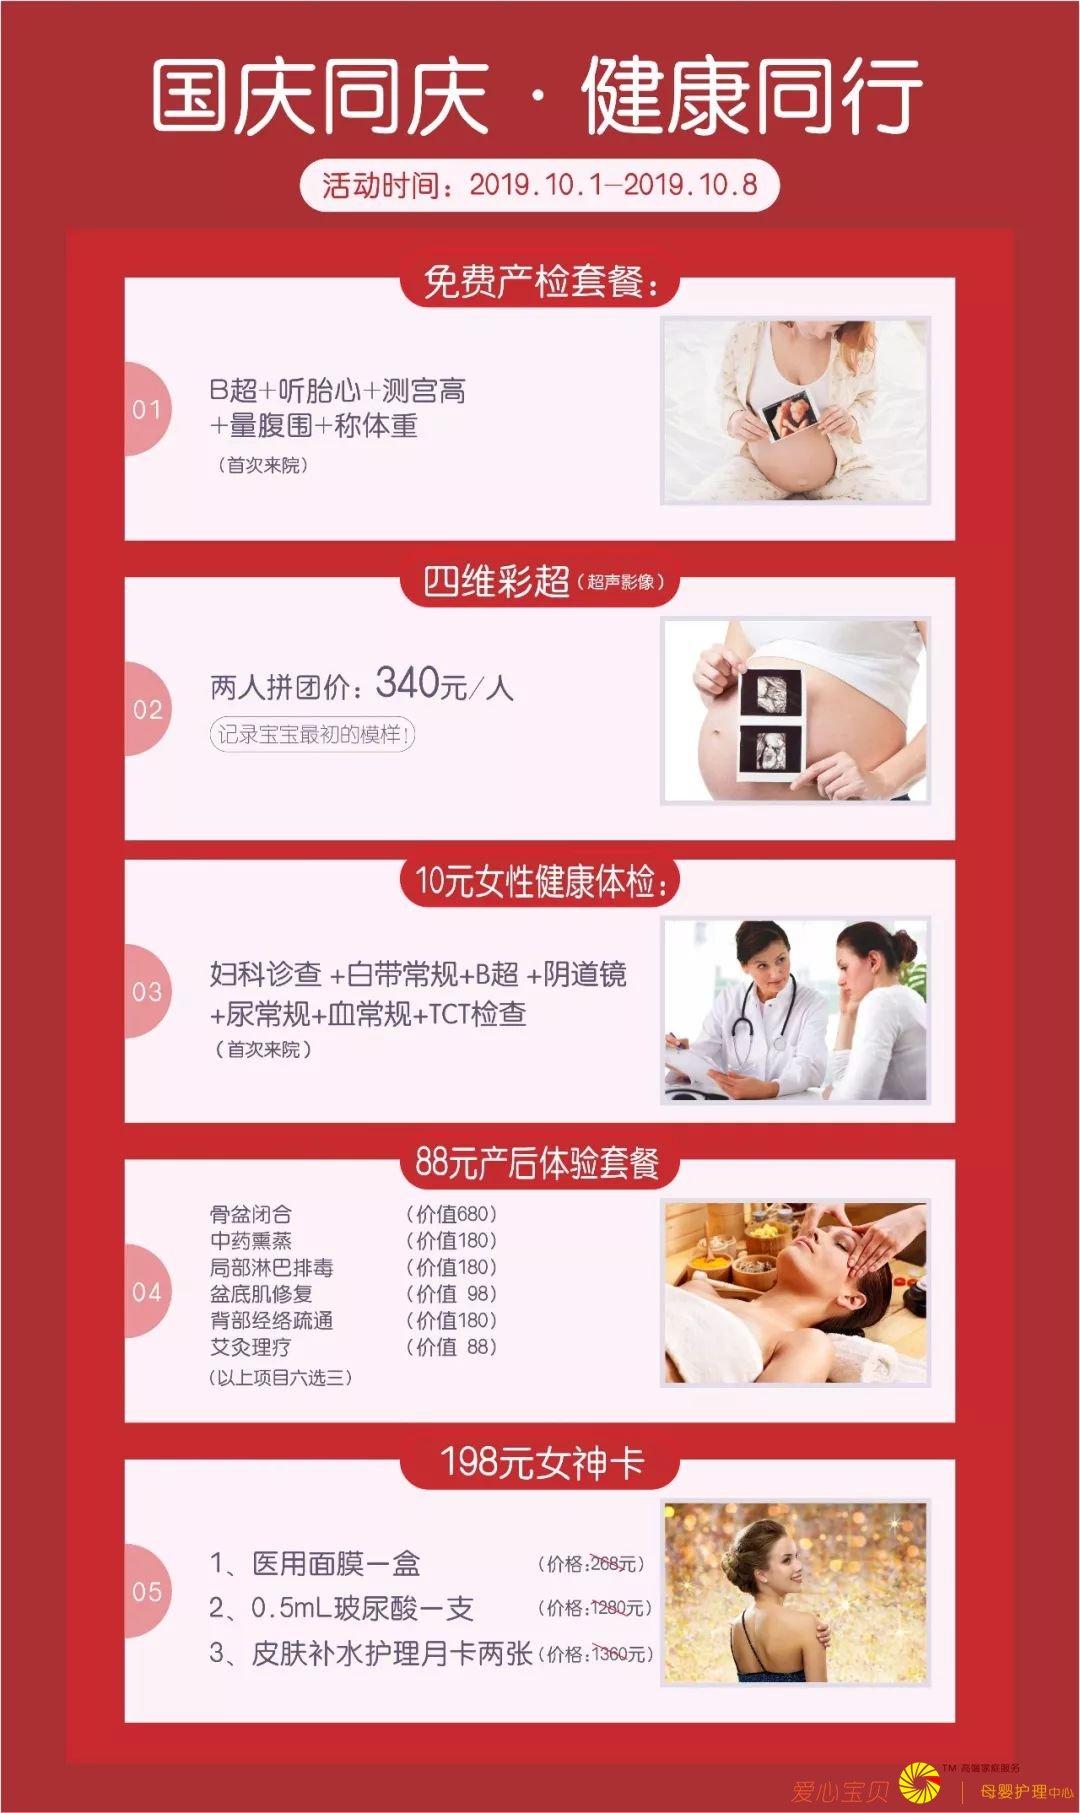 国庆同庆·健康同行
活动时间：2019.10.1-2019.10.8
免费产检套餐：
01
B超+听胎心+测宫高
+量腹围+称体重
（首次来院）
四维彩超（超声影像）
02
两人拼团价：340元/人
记录宝宝最初的模样！
10元女性健康体检：
03
妇科诊查 +白带常规+B超 +阴道镜
+尿常规+血常规+TCT检查
（首次来院）
88元产后体验套餐
04
骨盆闭合 （价值680）
中药熏蒸 （价值180）
局部淋巴排毒 （价值180）
盆底肌修复 （价值 98）
背部经络疏通 （价值180）
艾灸理疗 （价值 88）
（以上项目六选三）
198元女神卡
05
1、医用面膜一盒 （价格:268元）
2、0.5mL玻尿酸一支 （价格:1280元）
3、皮肤补水护理月卡两张（价格:1360元）
TM 高端家庭服务
爱心宝贝 | 母婴护理中心